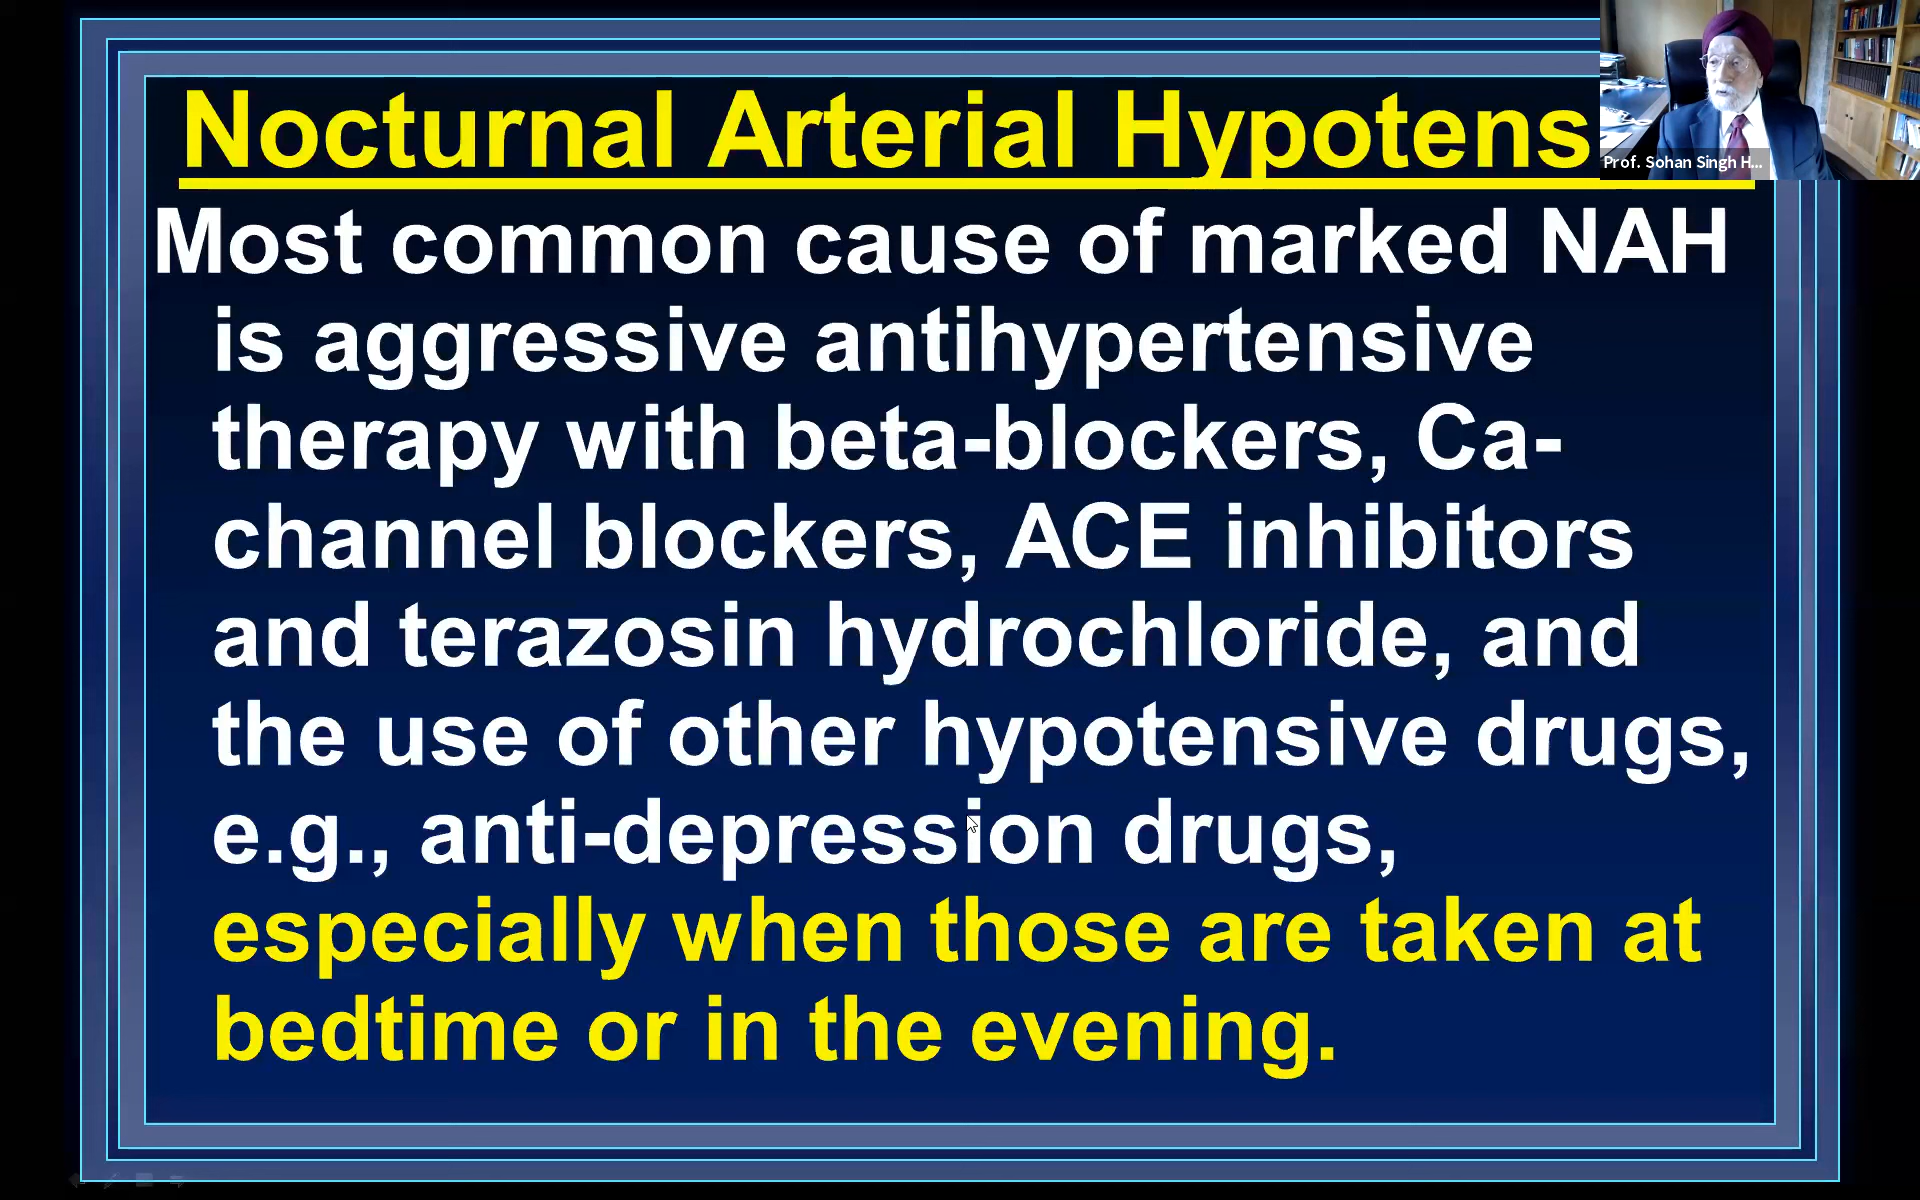 Nocturnal Arterial Hypotens
Prof. Sohan Singh H...
Most common cause of marked NAH
is aggressive antihypertensive
therapy with beta-blockers, Ca-
channel blockers, ACE inhibitors
and terazosin hydrochloride, and
the use of other hypotensive drugs,
e.g., anti-depression drugs,
especially when those are taken at
bedtime or in the evening.